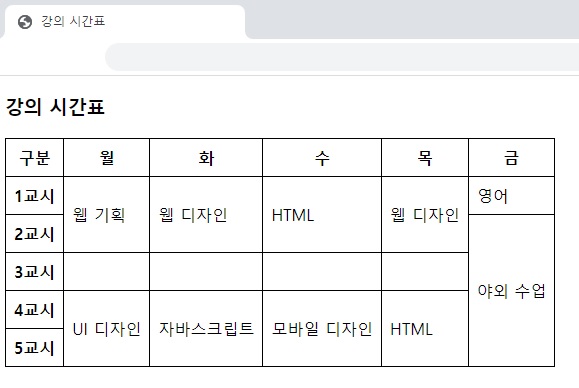 강의 시간표
강의 시간표
구분 월 화 수 목 금
1교시 웹 기획 웹 디자인 HTML 웹 디자인 영어
2교시 야외 수업
3교시
4교시 UI 디자인 자바스크립트 모바일 디자인 HTML
5교시